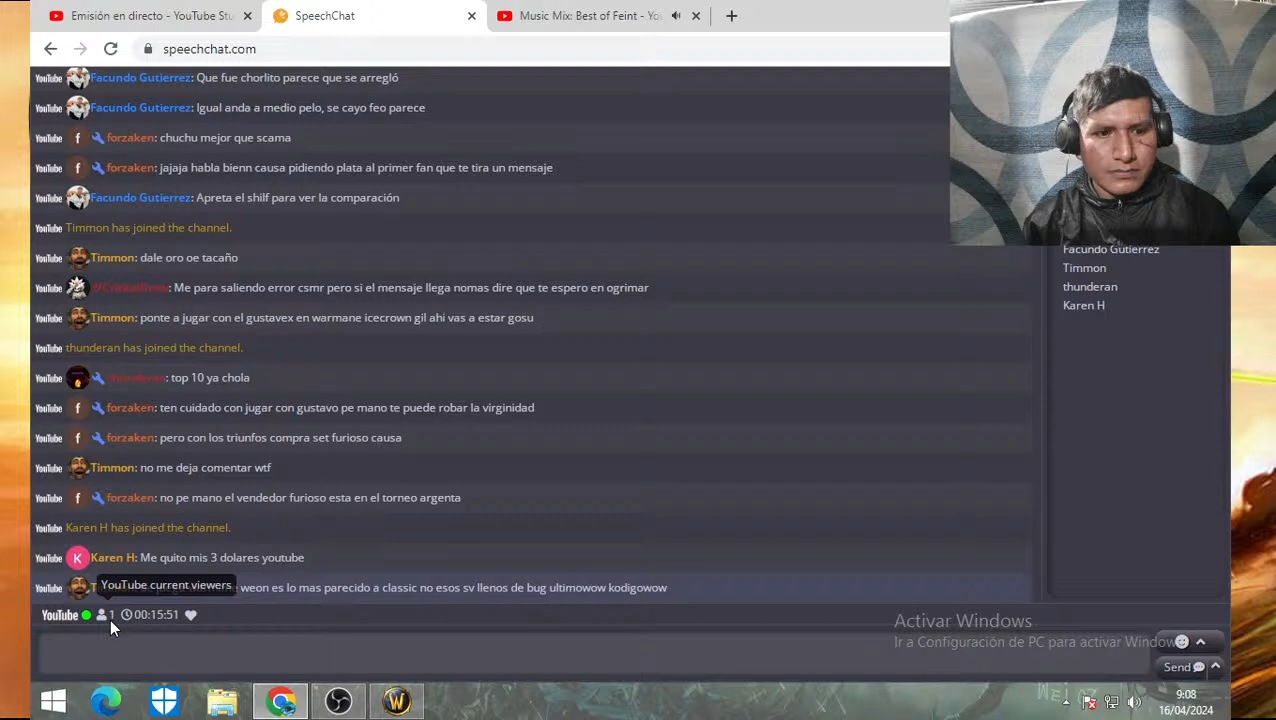 Emisión en directo - YouTube Stu
SpeechChat
Music Mix: Best of Feint - Yo
speechchat.com
YouTube Facundo Gutierrez: Que fue chorlito parece que se arregló
YouTube Facundo Gutierrez: Igual anda a medio pelo, se cayo feo parece
YouTube f forzaken: chuchu mejor que scama
YouTube f forzaken: jajaja habla bienn causa pidiendo plata al primer fan que te tira un mensaje
YouTube Facundo Gutierrez: Apreta el shilf para ver la comparación
Timmon has joined the channel.
YouTube Timmon: dale oro oe tacaño
YouTube : Me para saliendo error csmr pero si el mensaje llega nomas dire que te espero en ogrimar
YouTube Timmon: ponte a jugar con el gustavex en warmane icecrown gil ahi vas a estar gosu
YouTube thunderan has joined the channel.
YouTube thunderan: top 10 ya chola
YouTube f forzaken: ten cuidado con jugar con gustavo pe mano te puede robar la virginidad
YouTube f forzaken: pero con los triunfos compra set furioso causa
YouTube Timmon: no me deja comentar wtf
YouTube f forzaken: no pe mano el vendedor furioso esta en el torneo argenta
YouTube Karen H has joined the channel.
YouTube K Karen H: Me quito mis 3 dolares youtube
YouTube weon es lo mas parecido a classic no esos sv llenos de bug ultimowow kodigowow
YouTube current viewers
YouTube 1 00:15:51
Facundo Gutierrez
Timmon
thunderan
Karen H
Activar Windows
Ir a Configuración de PC para activar Window
Send
9:08
16/04/2024